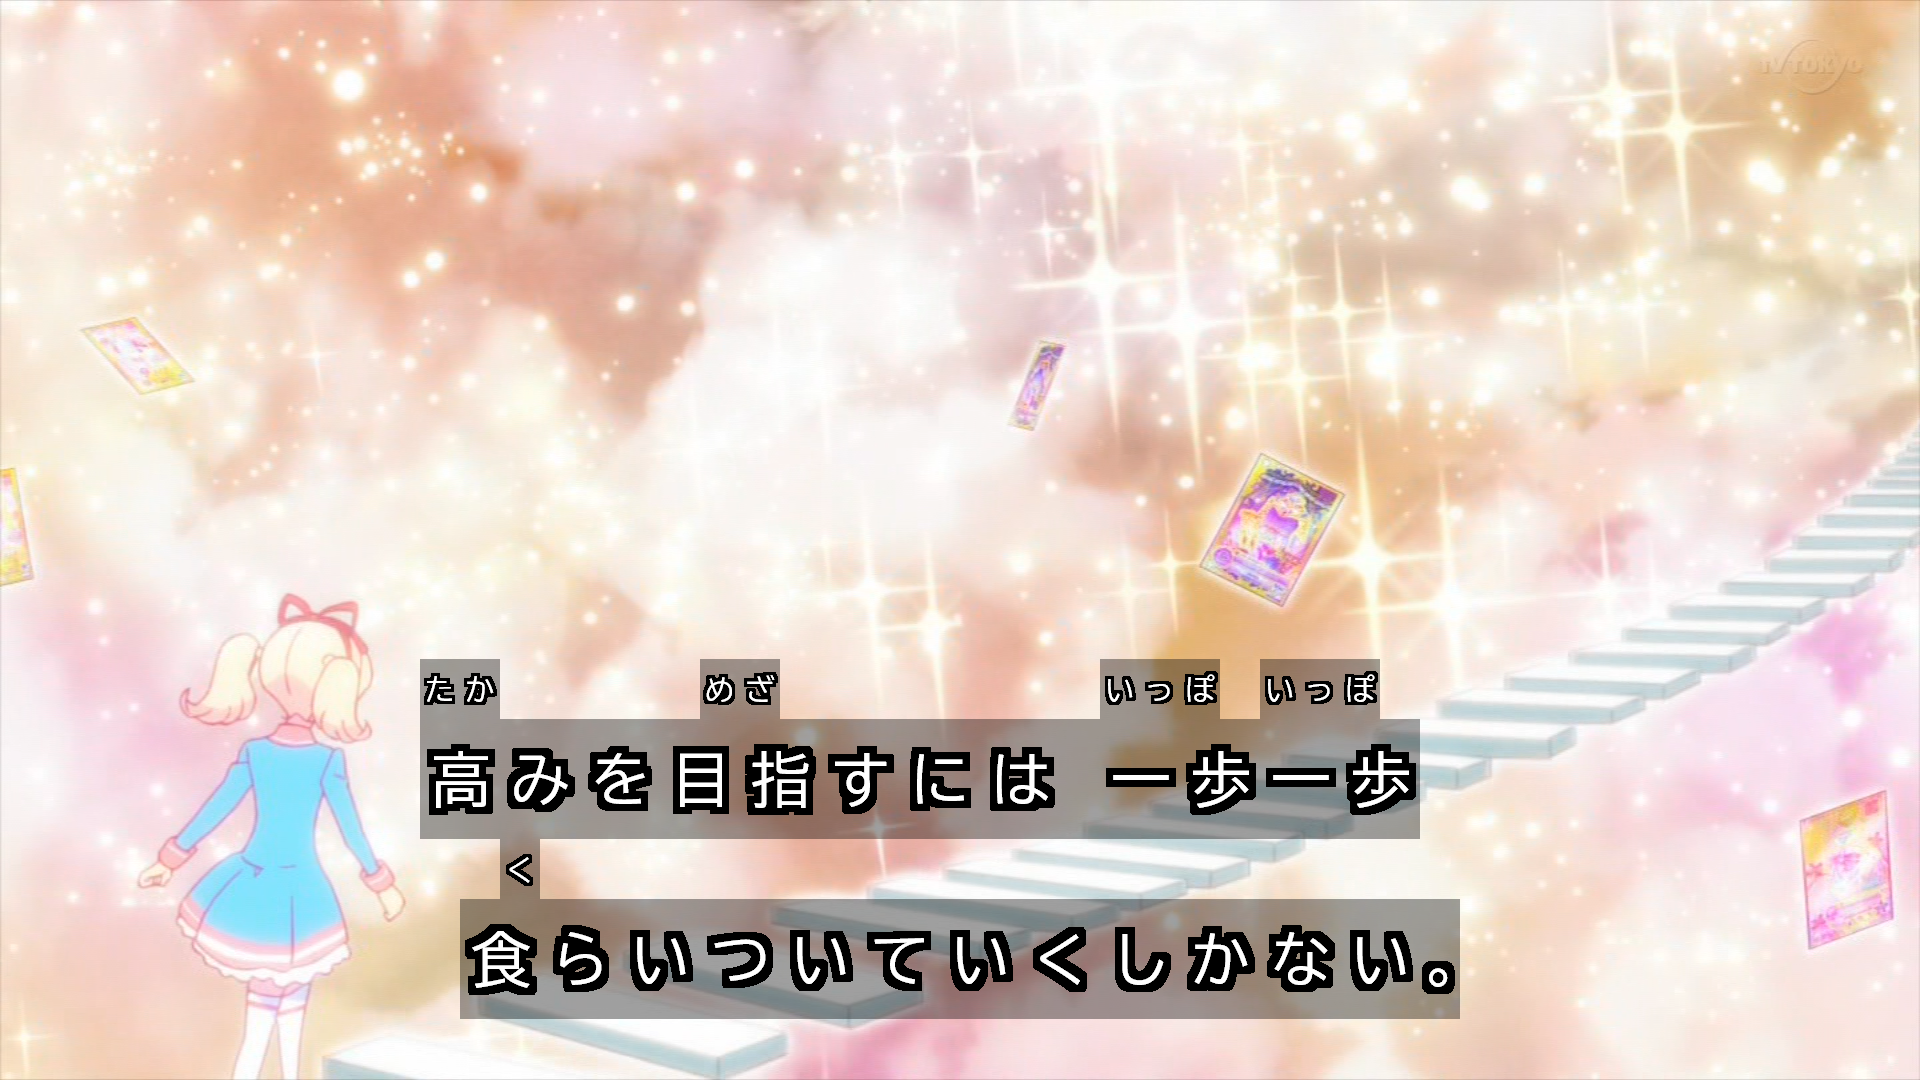 TV TOKYO
たか めざ いっぽ いっぽ
高みを目指すには 一歩一歩
く
食らいついていくしかない。